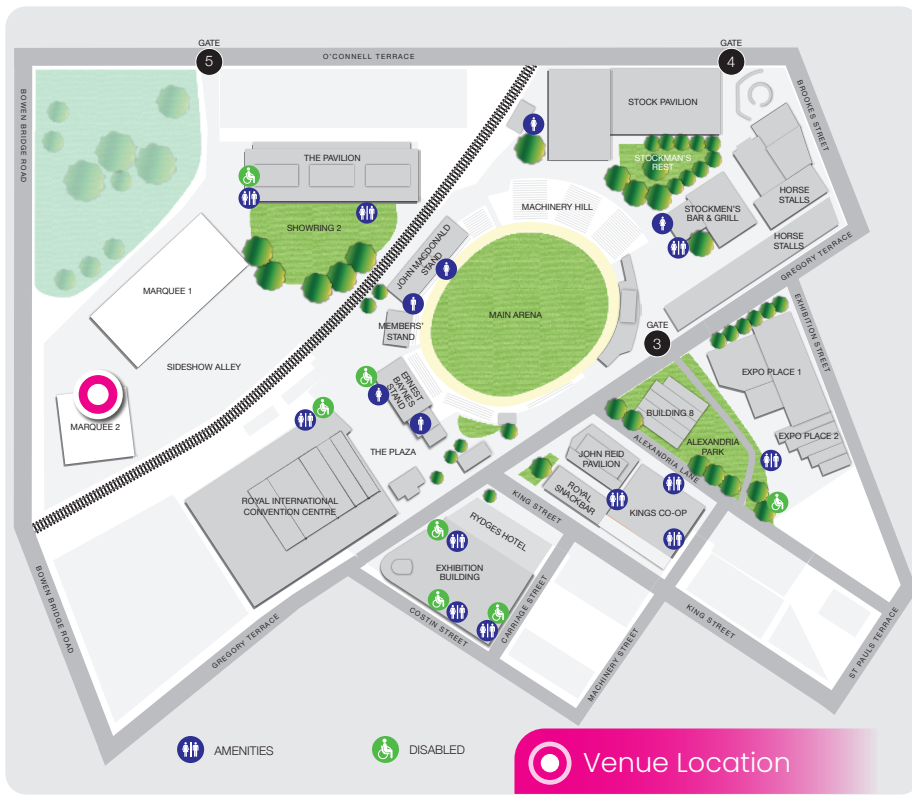 GATE
5
O'CONNELL TERRACE
GATE
4
BOWEN BRIDGE ROAD
BROOKES STREET
STOCK PAVILION
THE PAVILION
STOCKMAN'S
REST
HORSE
STALLS
MACHINERY HILL
STOCKMEN'S
BAR & GRILL
SHOWRING 2
JOHN MACDONALD
STAND
HORSE
STALLS
GREGORY TERRACE
MARQUEE 1
MAIN ARENA
MEMBERS'
STAND
GATE
3
EXHIBITION STREET
SIDESHOW ALLEY
EXPO PLACE 1
ERNEST
BAYNES
STAND
BUILDING 8
MARQUEE 2
EXPO PLACE 2
ALEXANDRIA
PARK
ALEXANDRIA LANE
THE PLAZA
JOHN REID
PAVILION
ROYAL
SNACKBAR
KINGS CO-OP
KING STREET
ROYAL INTERNATIONAL
CONVENTION CENTRE
RYDGES HOTEL
EXHIBITION
BUILDING
BOWEN BRIDGE ROAD
GREGORY TERRACE
COSTIN STREET
CARRIAGE STREET
MACHINERY STREET
KING STREET
ST PAULS TERRACE
AMENITIES
DISABLED
Venue Location